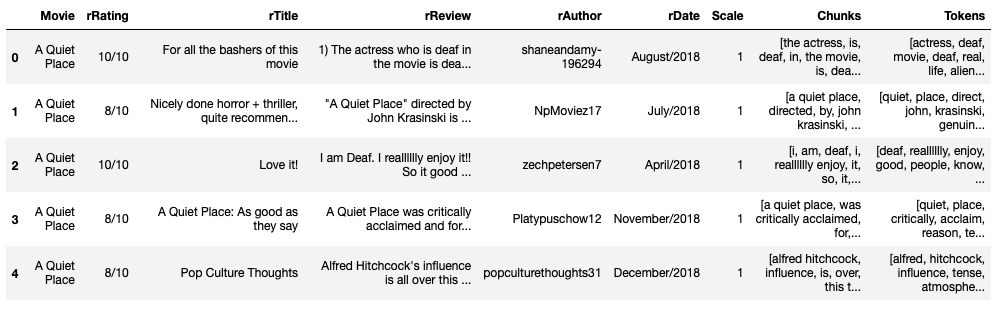 Movie rRating rTitle rReview rAuthor rDate Scale Chunks Tokens
0 A Quiet Place 10/10 For all the bashers of this movie 1) The actress who is deaf in the movie is dea... shaneandamy-196294 August/2018 1 [the actress, is, deaf, in, the movie, is, dea... [actress, deaf, movie, deaf, real, life, alien...
1 A Quiet Place 8/10 Nicely done horror + thriller, quite recommen... "A Quiet Place" directed by John Krasinski is ... NpMoviez17 July/2018 1 [a quiet place, directed, by, john krasinski, ... [quiet, place, direct, john, krasinski, genuin...
2 A Quiet Place 10/10 Love it! I am Deaf. I realllllly enjoy it!! So it good ... zechpetersen7 April/2018 1 [i, am, deaf, i, realllllly enjoy, it, so, it,... [deaf, realllllly, enjoy, good, people, know, ...
3 A Quiet Place 8/10 A Quiet Place: As good as they say A Quiet Place was critically acclaimed and for... Platypuschow12 November/2018 1 [a quiet place, was critically acclaimed, for,... [quiet, place, critically, acclaim, reason, te...
4 A Quiet Place 8/10 Pop Culture Thoughts Alfred Hitchcock's influence is all over this ... popculturethoughts31 December/2018 1 [alfred hitchcock, influence, is, over, this t... [alfred, hitchcock, influence, tense, atmosphe...